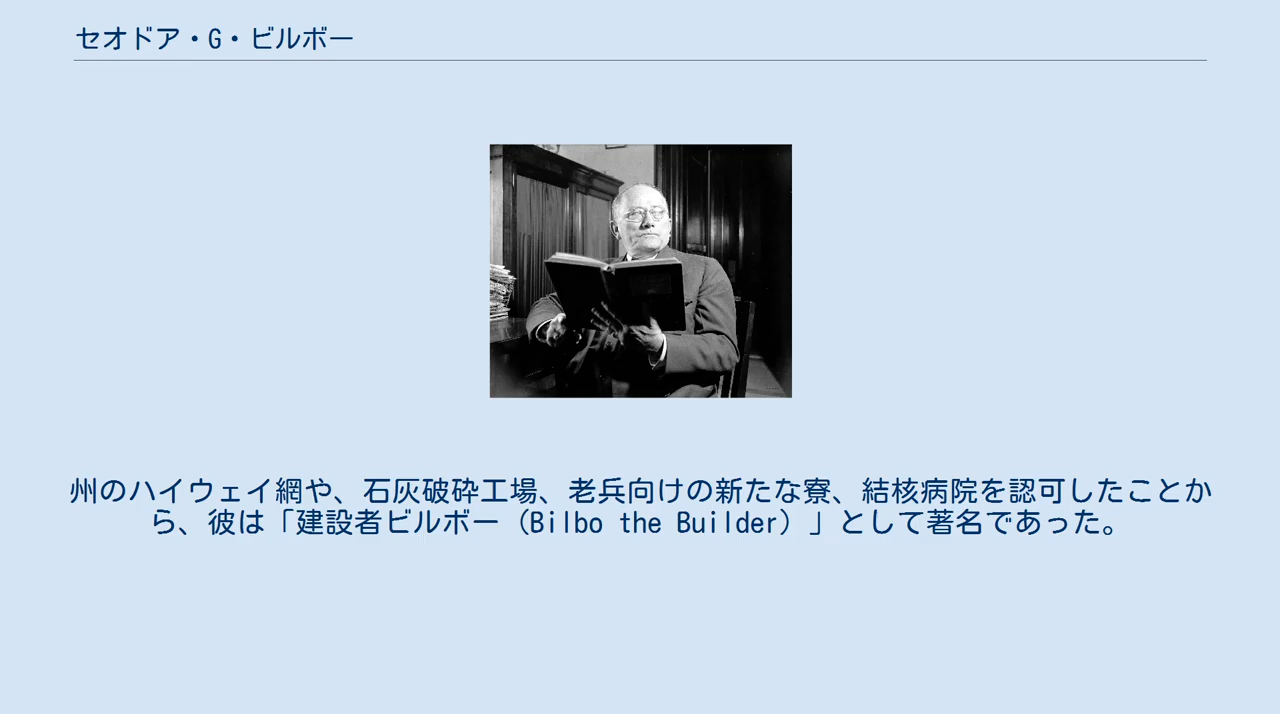 セオドア・G・ビルボー
州のハイウェイ網や、石灰破砕工場、老兵向けの新たな寮、結核病院を認可したことか
ら、彼は「建設者ビルボー（Bilbo the Builder）」として著名であった。